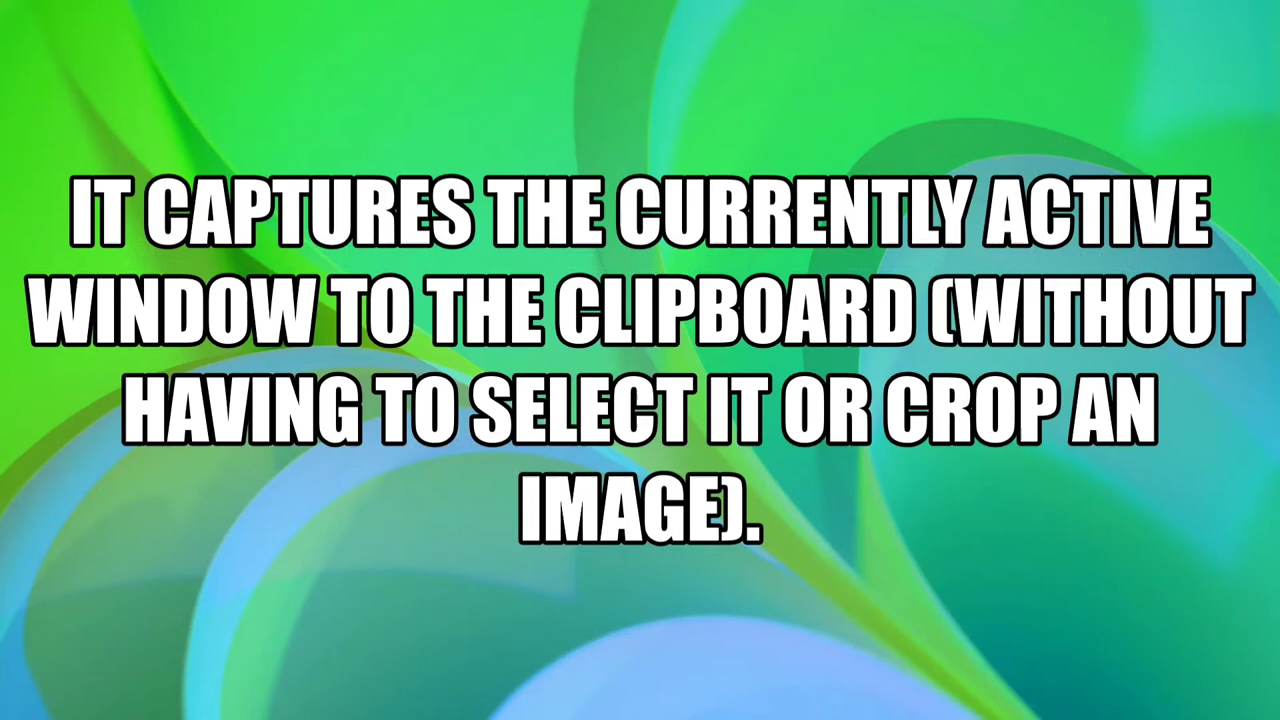 IT CAPTURES THE CURRENTLY ACTIVE
WINDOW TO THE CLIPBOARD (WITHOUT
HAVING TO SELECT IT OR CROP AN
IMAGE).